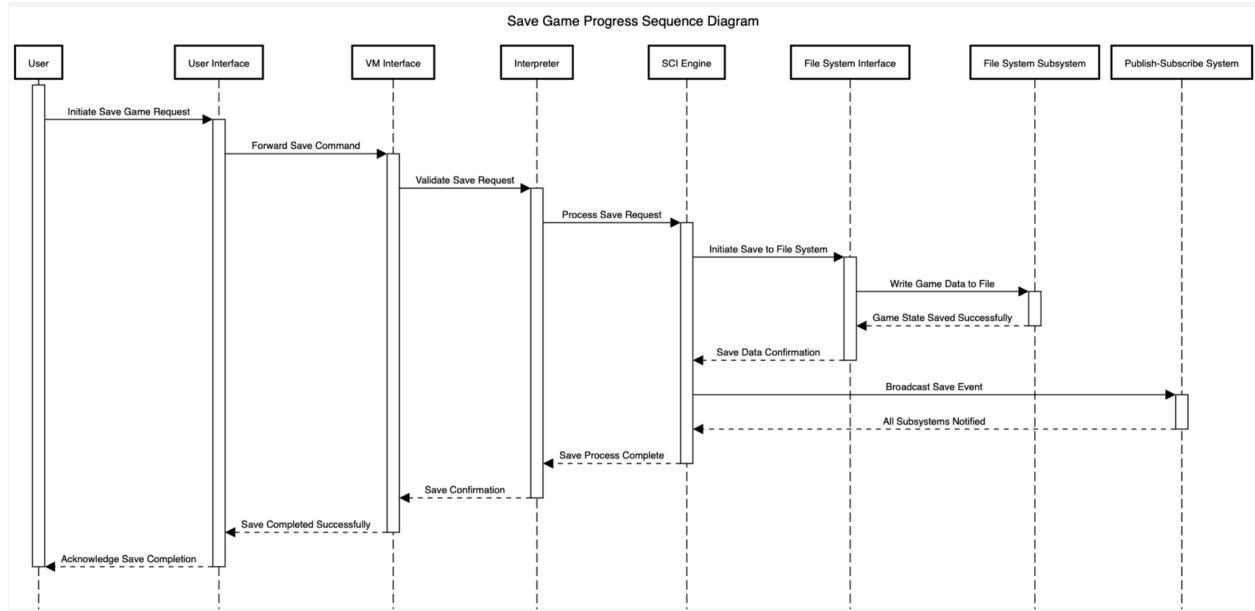 Save Game Progress Sequence Diagram
User
User Interface
VM Interface
Interpreter
SCI Engine
File System Interface
File System Subsystem
Publish-Subscribe System
Initiate Save Game Request
Forward Save Command
Validate Save Request
Process Save Request
Initiate Save to File System
Write Game Data to File
Game State Saved Successfully
Save Data Confirmation
Broadcast Save Event
All Subsystems Notified
Save Process Complete
Save Confirmation
Save Completed Successfully
Acknowledge Save Completion